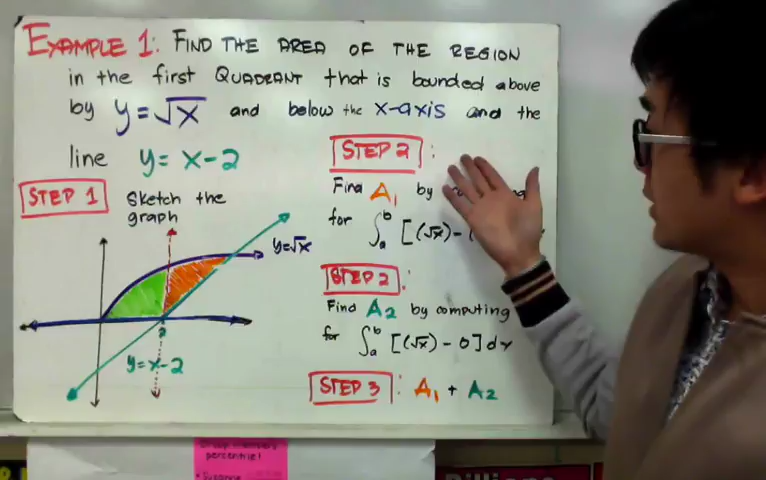 EXAMPLE 1: FIND THE AREA OF THE REGION
in the first QUADRANT that is bounded above
by y=√x and below the x-axis and the
line y= x-2
STEP 1 Sketch the
graph
y=√x
2
y=x-2
STEP 2:
Find A1 by
for ∫ab [(√x)-(
STEP 2:
Find A2 by computing
for ∫ab [(√x)-0]dx
STEP 3: A1 + A2
percentile!
Suzanne